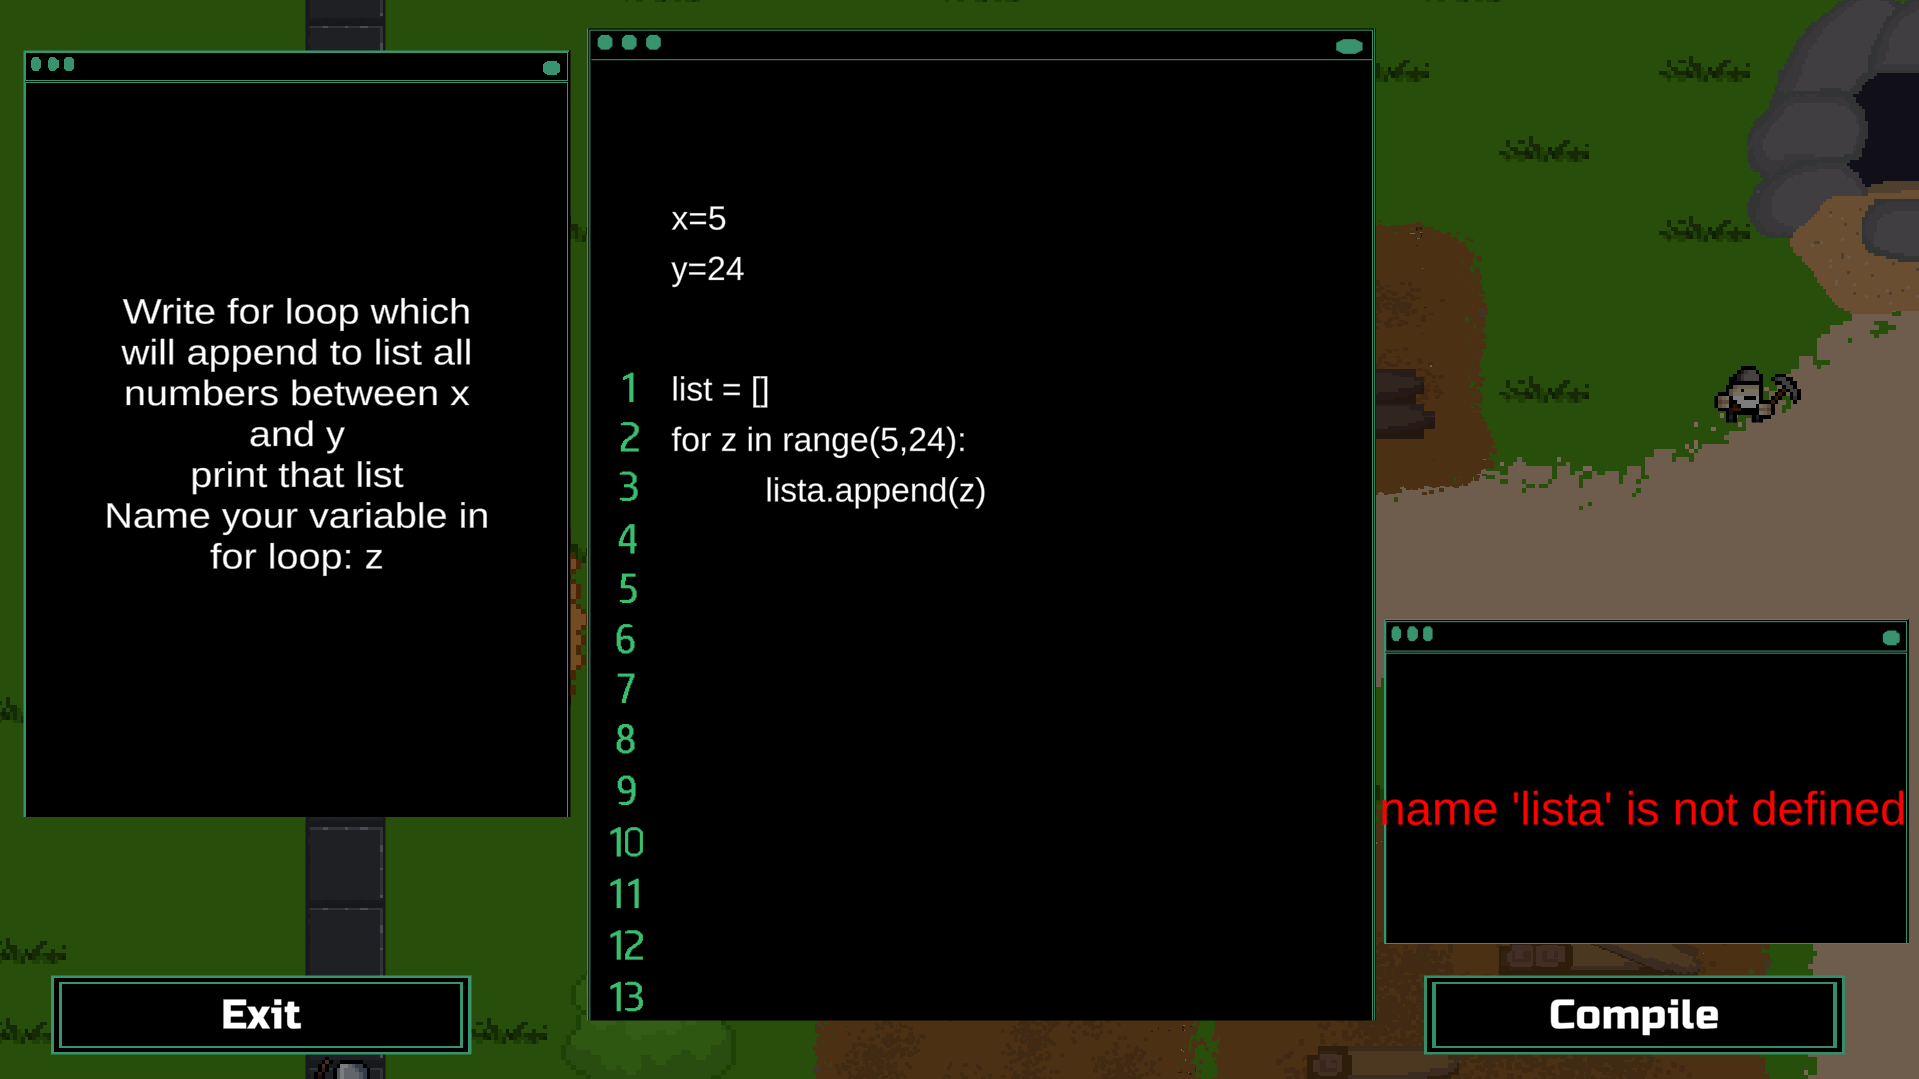 Write for loop which
will append to list all
numbers between x
and y
print that list
Name your variable in
for loop: z
x=5
y=24
1 list = []
2 for z in range(5,24):
3 lista.append(z)
4
5
6
7
8
9
10
11
12
13
name 'lista' is not defined
Exit
Compile